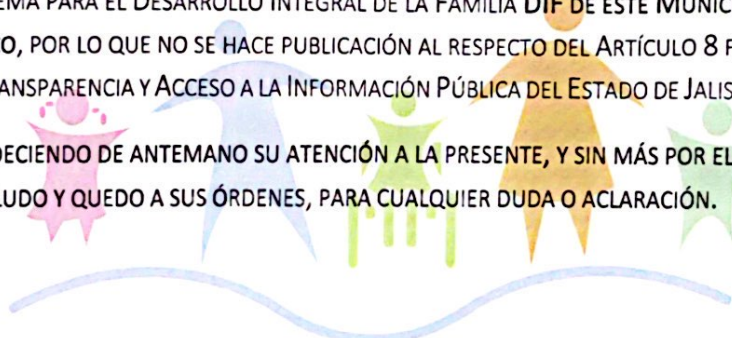 EMA PARA EL DESARROLLO INTEGRAL DE LA FAMILIA DIF DE ESTE MUNIC
O, POR LO QUE NO SE HACE PUBLICACIÓN AL RESPECTO DEL ARTÍCULO 8 F
ANSPARENCIA Y ACCESO A LA INFORMACIÓN PÚBLICA DEL ESTADO DE JALIS
DECIENDO DE ANTEMANO SU ATENCIÓN A LA PRESENTE, Y SIN MÁS POR EL
LUDO Y QUEDO A SUS ÓRDENES, PARA CUALQUIER DUDA O ACLARACIÓN.